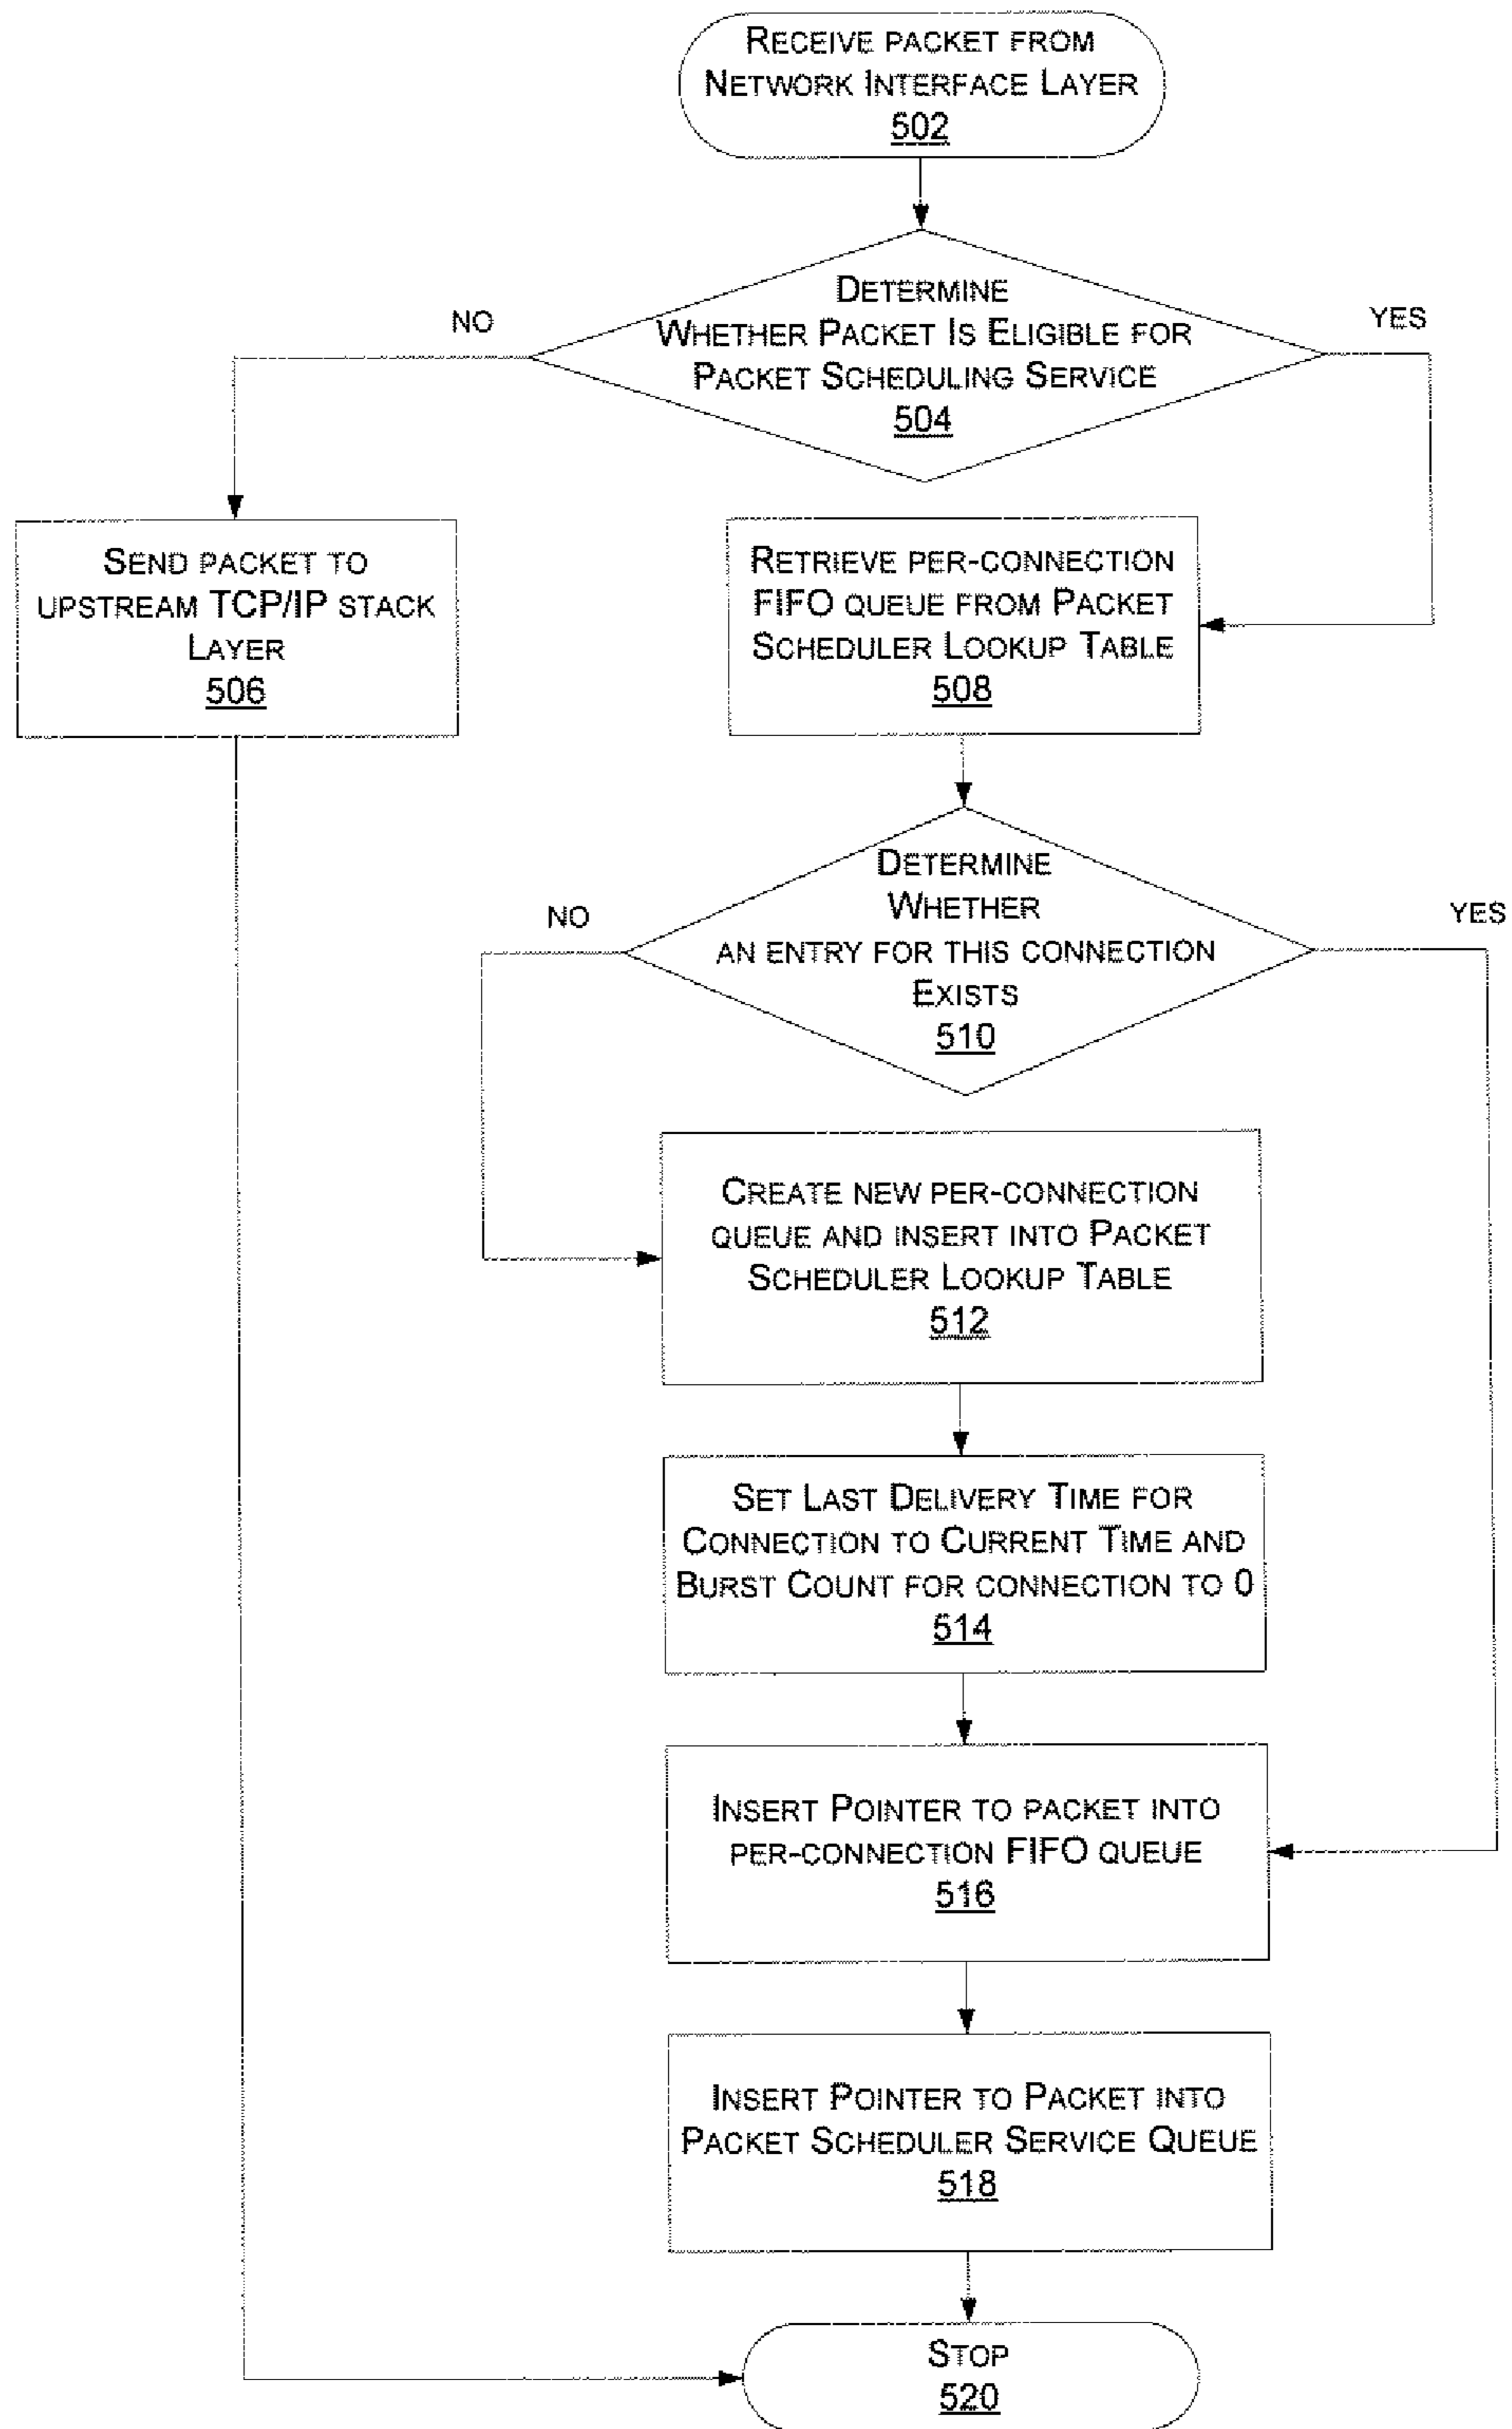 RECEIVE PACKET FROM
NETWORK INTERFACE LAYER
502
DETERMINE
WHETHER PACKET IS ELIGIBLE FOR
PACKET SCHEDULING SERVICE
504
NO
YES
SEND PACKET TO
UPSTREAM TCP/IP STACK
LAYER
506
RETRIEVE PER-CONNECTION
FIFO QUEUE FROM PACKET
SCHEDULER LOOKUP TABLE
508
DETERMINE
WHETHER
AN ENTRY FOR THIS CONNECTION
EXISTS
510
NO
YES
CREATE NEW PER-CONNECTION
QUEUE AND INSERT INTO PACKET
SCHEDULER LOOKUP TABLE
512
SET LAST DELIVERY TIME FOR
CONNECTION TO CURRENT TIME AND
BURST COUNT FOR CONNECTION TO 0
514
INSERT POINTER TO PACKET INTO
PER-CONNECTION FIFO QUEUE
516
INSERT POINTER TO PACKET INTO
PACKET SCHEDULER SERVICE QUEUE
518
STOP
520